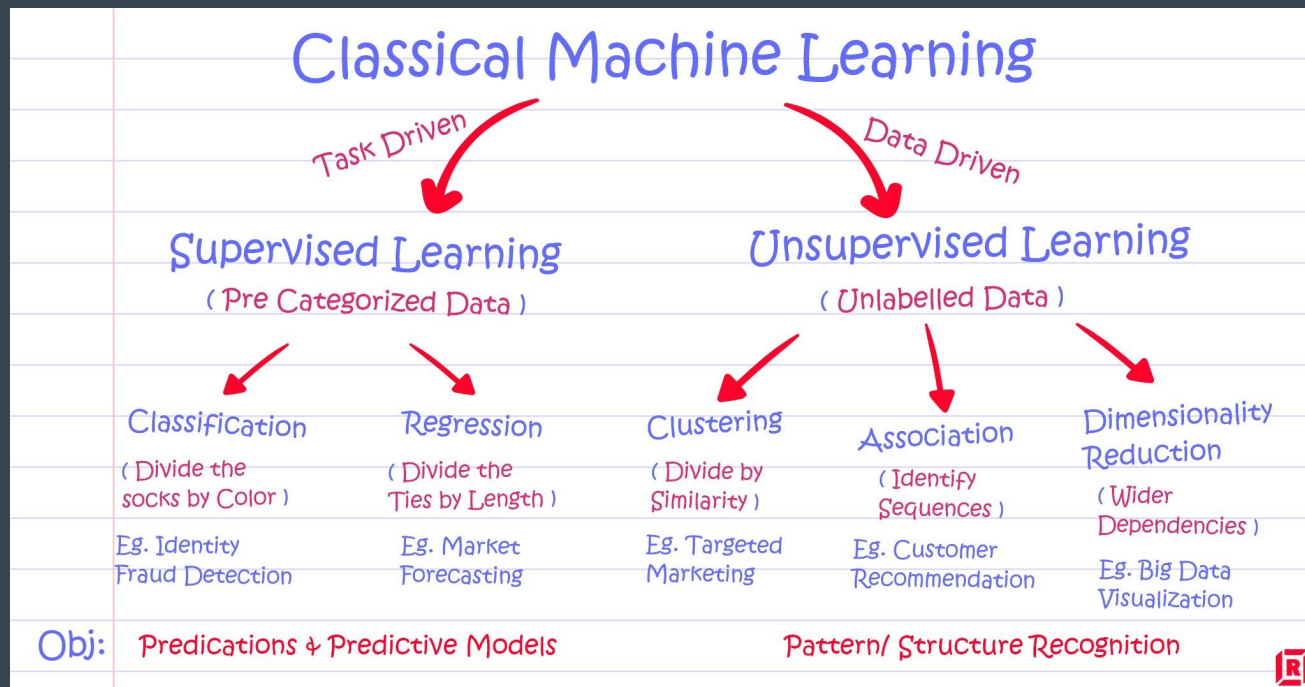 Classical Machine Learning
Task Driven
Data Driven
Supervised Learning
( Pre Categorized Data )
Unsupervised Learning
( Unlabelled Data )
Classification
( Divide the
socks by Color )
Eg. Identity
Fraud Detection
Regression
( Divide the
Ties by Length )
Eg. Market
Forecasting
Clustering
( Divide by
Similarity )
Eg. Targeted
Marketing
Association
( Identify
Sequences )
Eg. Customer
Recommendation
Dimensionality
Reduction
( Wider
Dependencies )
Eg. Big Data
Visualization
Obj: Predications & Predictive Models
Pattern/ Structure Recognition
R